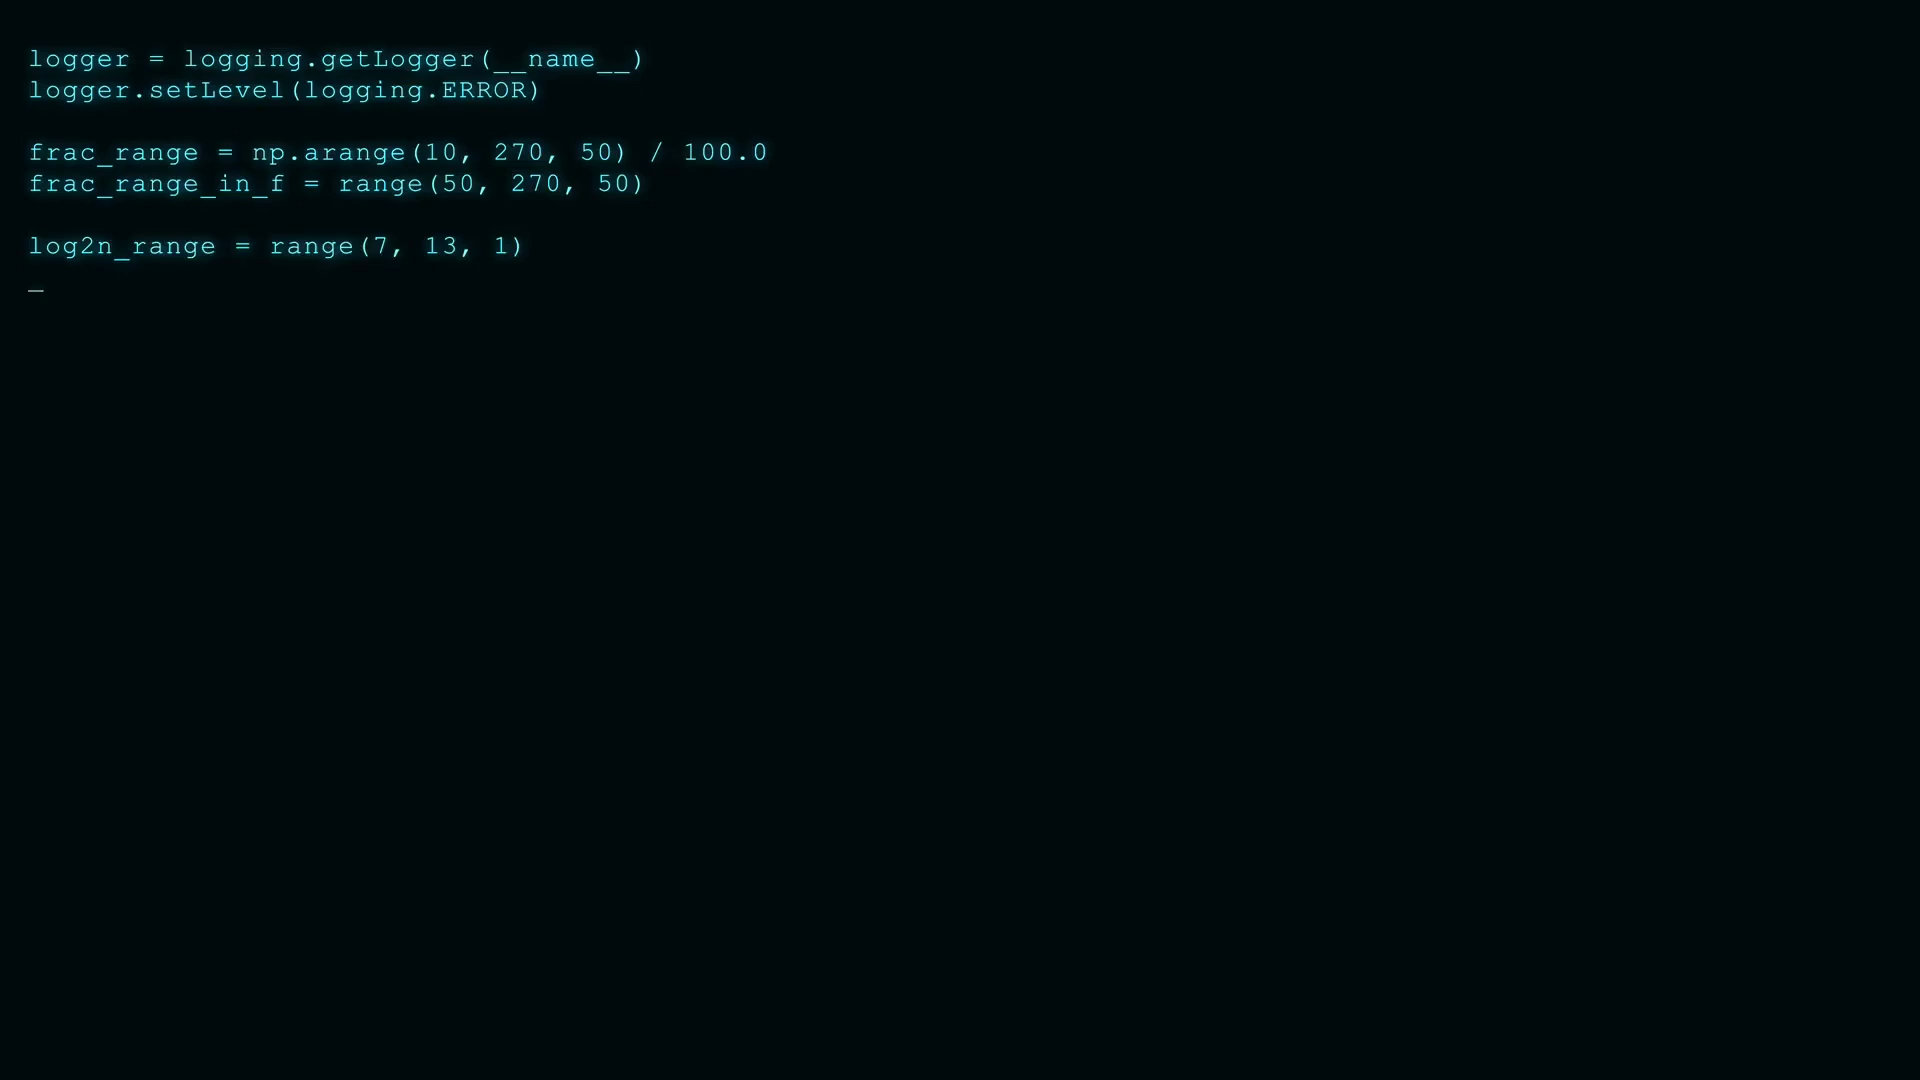 logger = logging.getLogger(__name__)
logger.setLevel(logging.ERROR)
frac_range = np.arange(10, 270, 50) / 100.0
frac_range_in_f = range(50, 270, 50)
log2n_range = range(7, 13, 1)
_